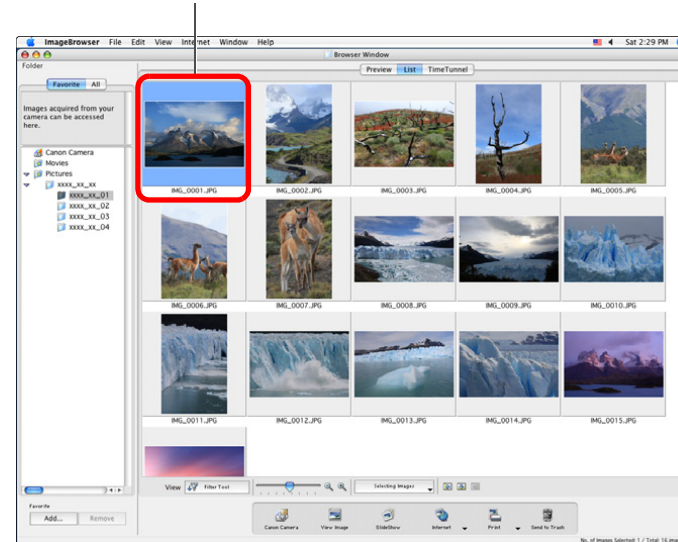 ImageBrowser File Edit View Internet Window Help Sat 2:29 PM
Browser Window
Folder
Preview List TimeTunnel
Favorite All
Images acquired from your
camera can be accessed
here.
Canon Camera
Movies
Pictures
xxxx_xx_xx
xxxx_xx_01
xxxx_xx_02
xxxx_xx_03
xxxx_xx_04
IMG_0001.JPG IMG_0002.JPG IMG_0003.JPG IMG_0004.JPG IMG_0005.JPG
IMG_0006.JPG IMG_0007.JPG IMG_0008.JPG IMG_0009.JPG IMG_0010.JPG
IMG_0011.JPG IMG_0012.JPG IMG_0013.JPG IMG_0014.JPG IMG_0015.JPG
View Filter Tool Selecting Images
Favorite
Add... Remove
Canon Camera View Image SlideShow Internet Print Send to Trash
No. of Images Selected: 1 / Total: 16